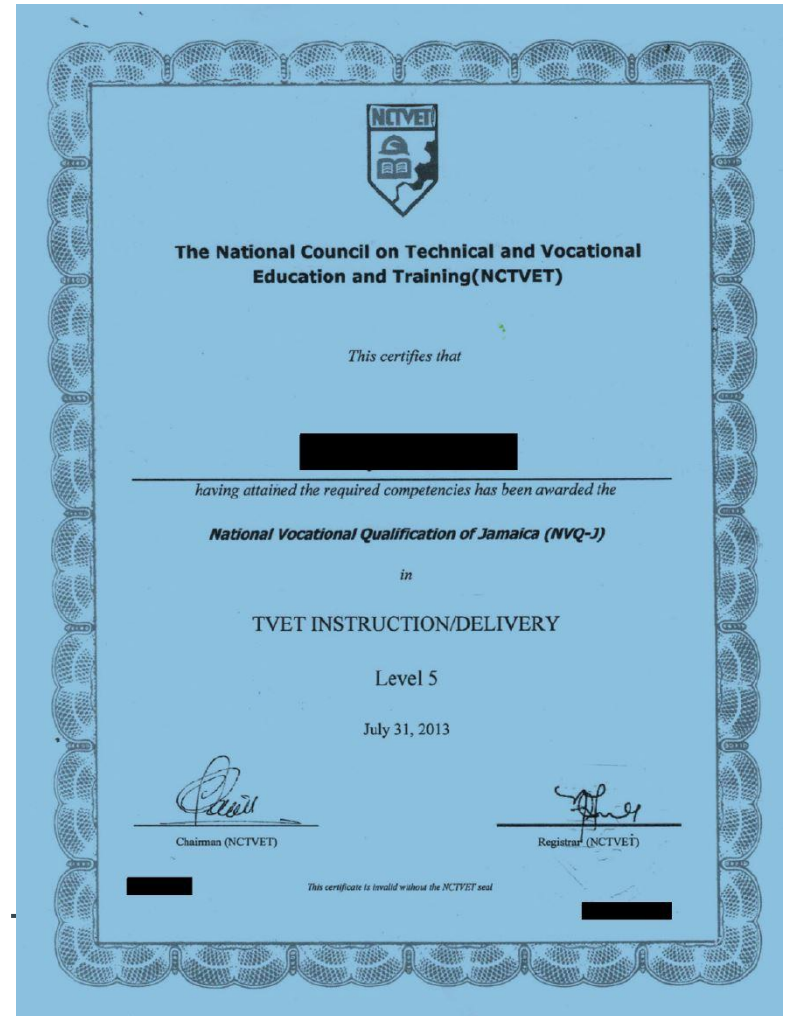 NCTVET
The National Council on Technical and Vocational
Education and Training(NCTVET)
This certifies that
having attained the required competencies has been awarded the
National Vocational Qualification of Jamaica (NVQ-J)
in
TVET INSTRUCTION/DELIVERY
Level 5
July 31, 2013
Chairman (NCTVET)
Registrar (NCTVET)
This certificate is invalid without the NCTVET seal